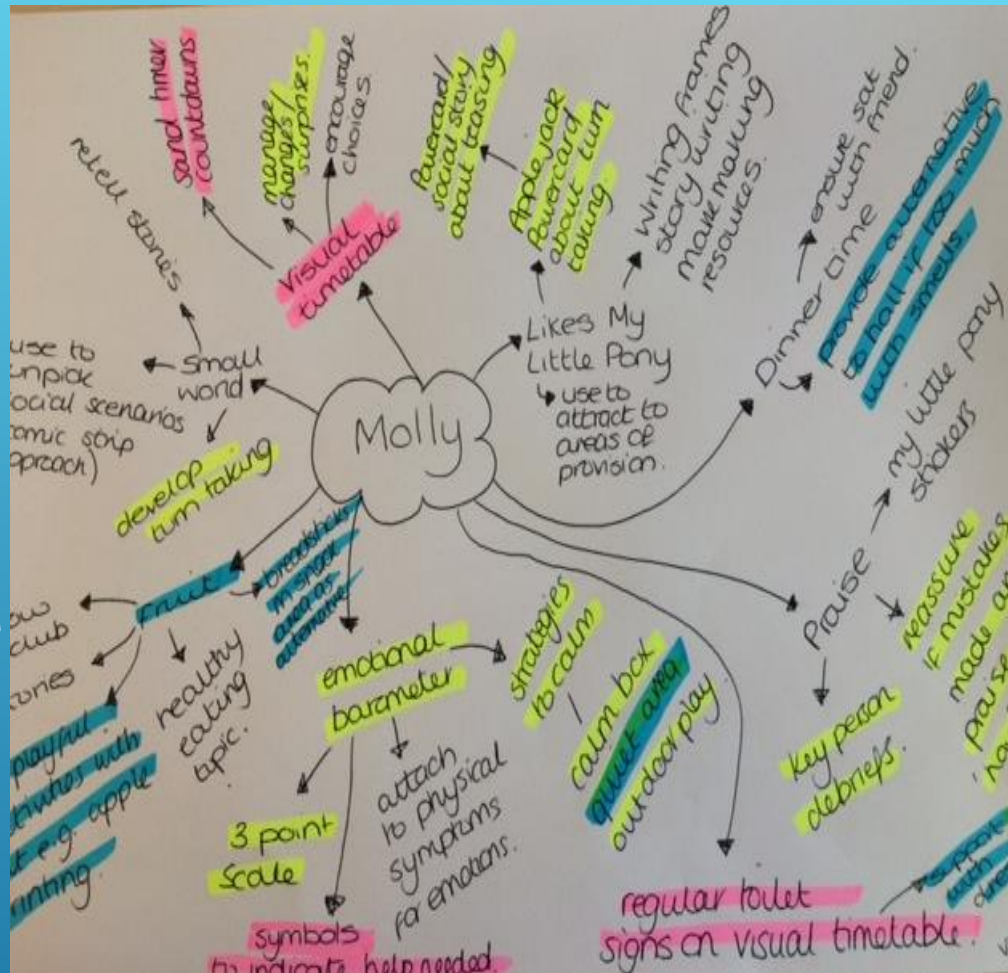 Molly
Visual
timetable
sand timer
countdowns
manage
changes/
surprises.
encourage
choices
Likes My
Little Pony
use to
attract to
areas of
provision.
Applejack
Powercard
about turn
taking.
Powercard/
social story
about teasing
Writing frames
story writing
mark making
resources.
Dinner time
ensure sat
with friend.
provide alternative
to hall if too much
with smells
Praise
my little pony
stickers
reassure
if mistakes
made
praise
key person
debriefs.
regular toilet
signs on visual timetable.
support
with
emotional
barometer
strategies
to calm
calm box
quiet area
outdoor play
attach
to physical
symptoms
for emotions.
3 point
scale
symbols
to indicate help needed.
Fruit
breadsticks
in snack
area as
alternative
healthy
eating
topic.
club
playful
with
e.g. apple
Small
world
retell stories
use to
unpick
social scenarios
comic strip
approach)
develop
turn taking